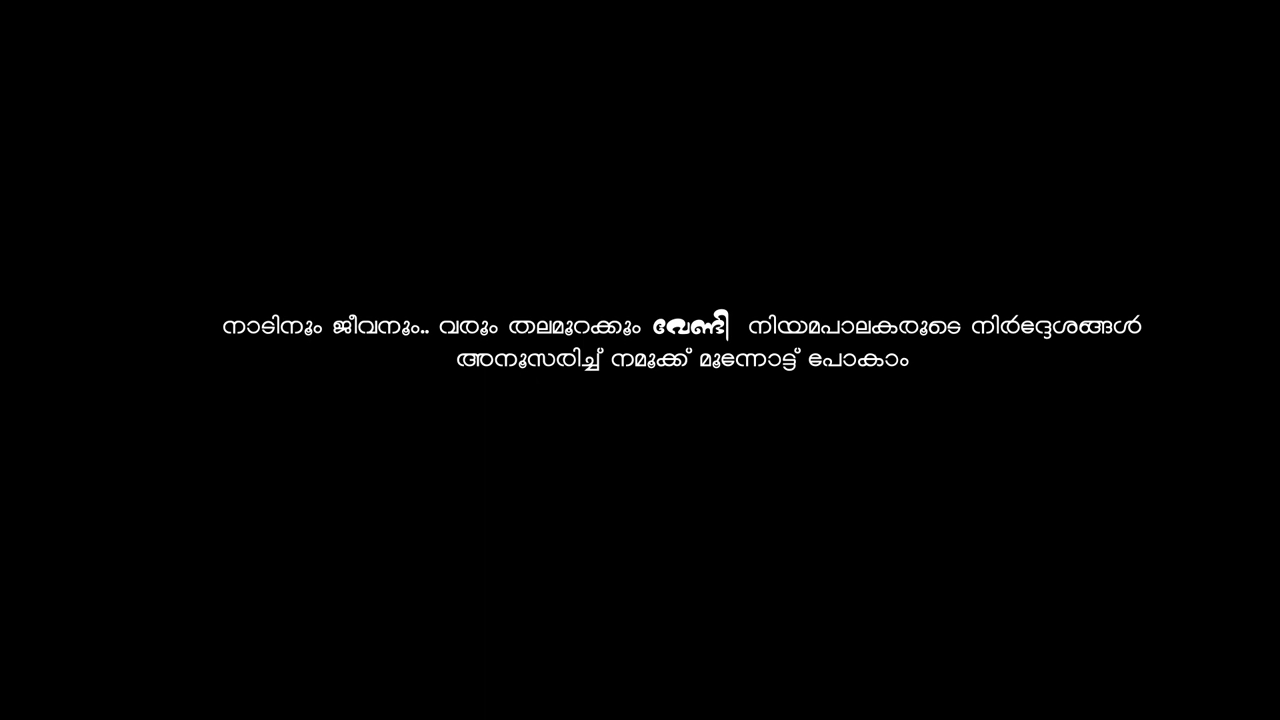 നാടിനും ജീവനും.. വരും തലമുറക്കും വേണ്ടി നിയമപാലകരുടെ നിർദ്ദേശങ്ങൾ
അനുസരിച്ച് നമുക്ക് മുന്നോട്ട് പോകാം